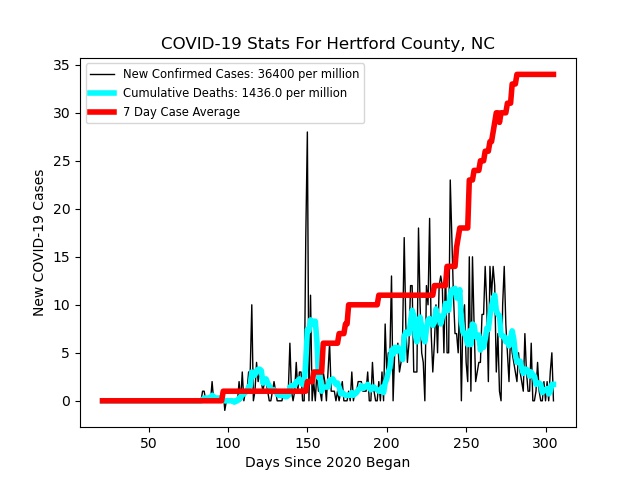 COVID-19 Stats For Hertford County, NC
New Confirmed Cases: 36400 per million
Cumulative Deaths: 1436.0 per million
7 Day Case Average
New COVID-19 Cases
35
30
25
20
15
10
5
0
50 100 150 200 250 300
Days Since 2020 Began